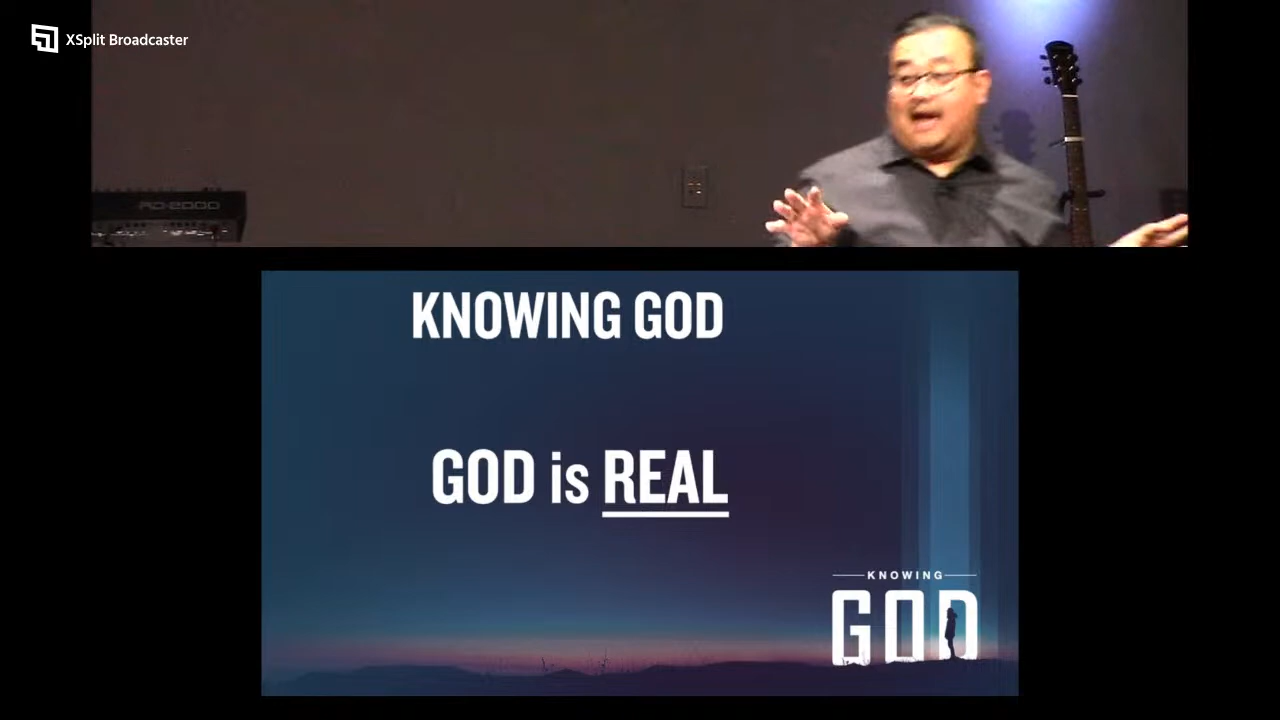 XSplit Broadcaster
RD-2000
KNOWING GOD
GOD is REAL
KNOWING
GOD